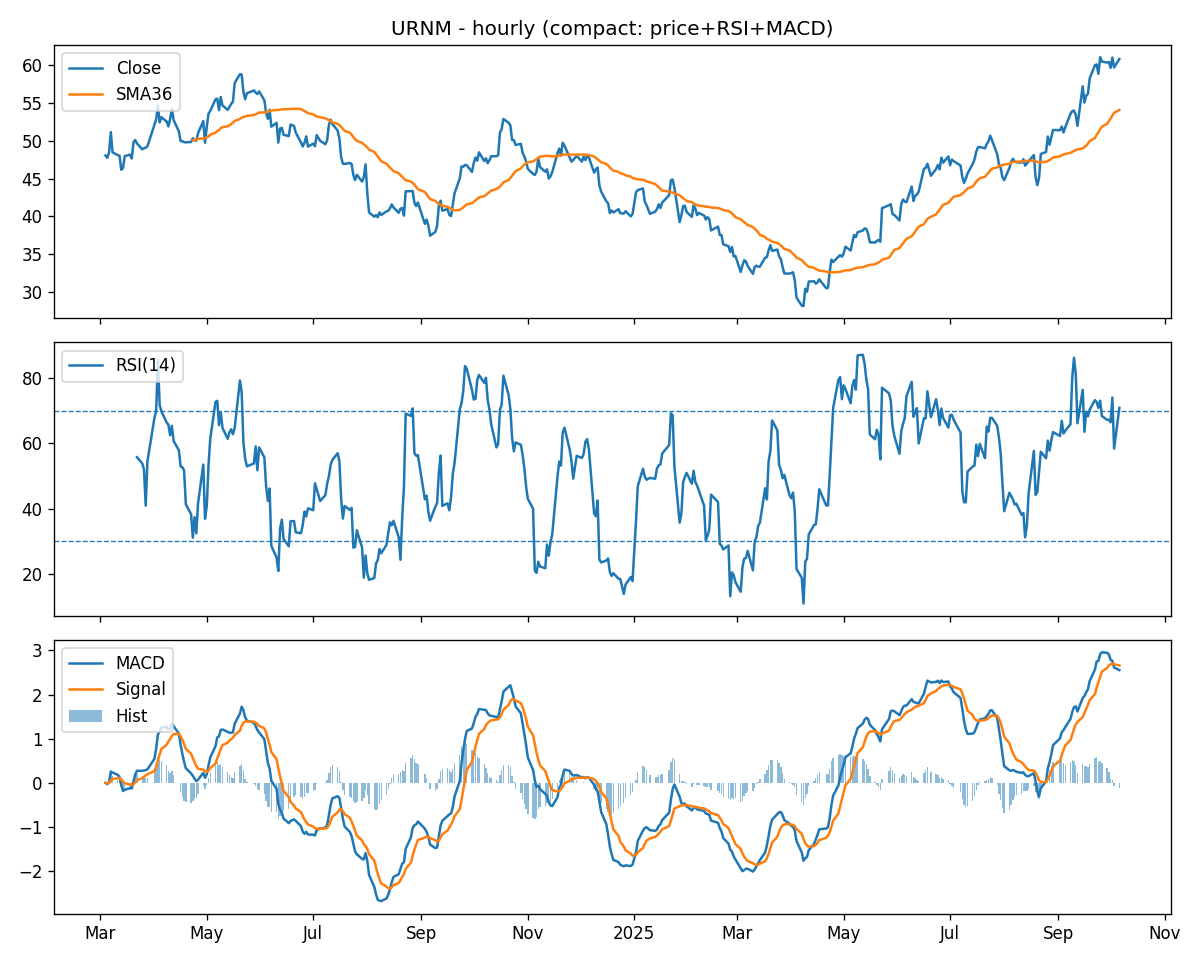 URNM - hourly (compact: price+RSI+MACD)
Close
SMA36
60
55
50
45
40
35
30
RSI(14)
80
60
40
20
MACD
Signal
Hist
3
2
1
0
−1
−2
Mar May Jul Sep Nov 2025 Mar May Jul Sep Nov